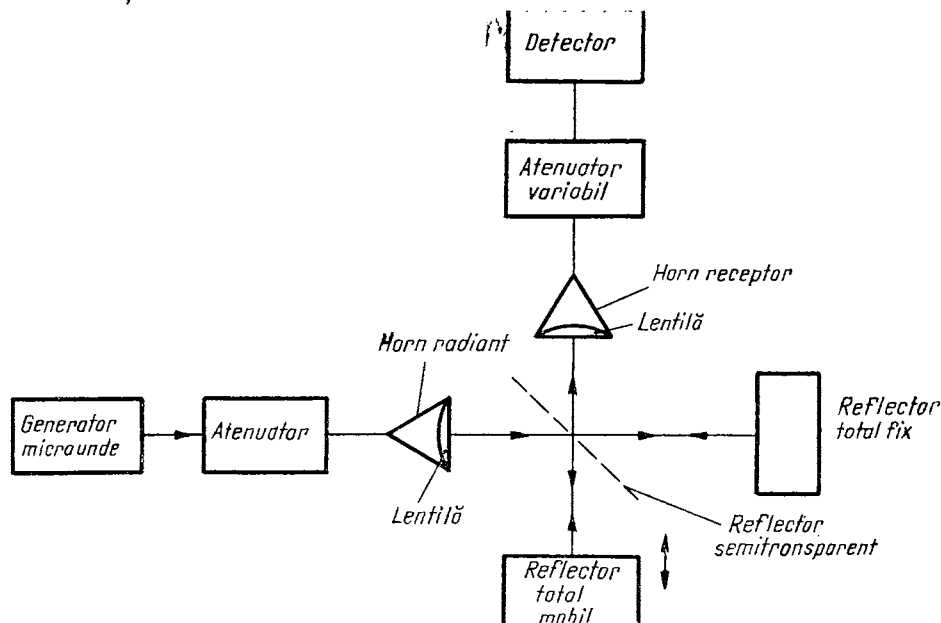 Detector
Atenuator
variabil
Horn receptor
Lentilă
Horn radiant
Generator
microunde
Atenuator
Lentilă
Reflector
total fix
Reflector
semitransparent
Reflector
total
mobil